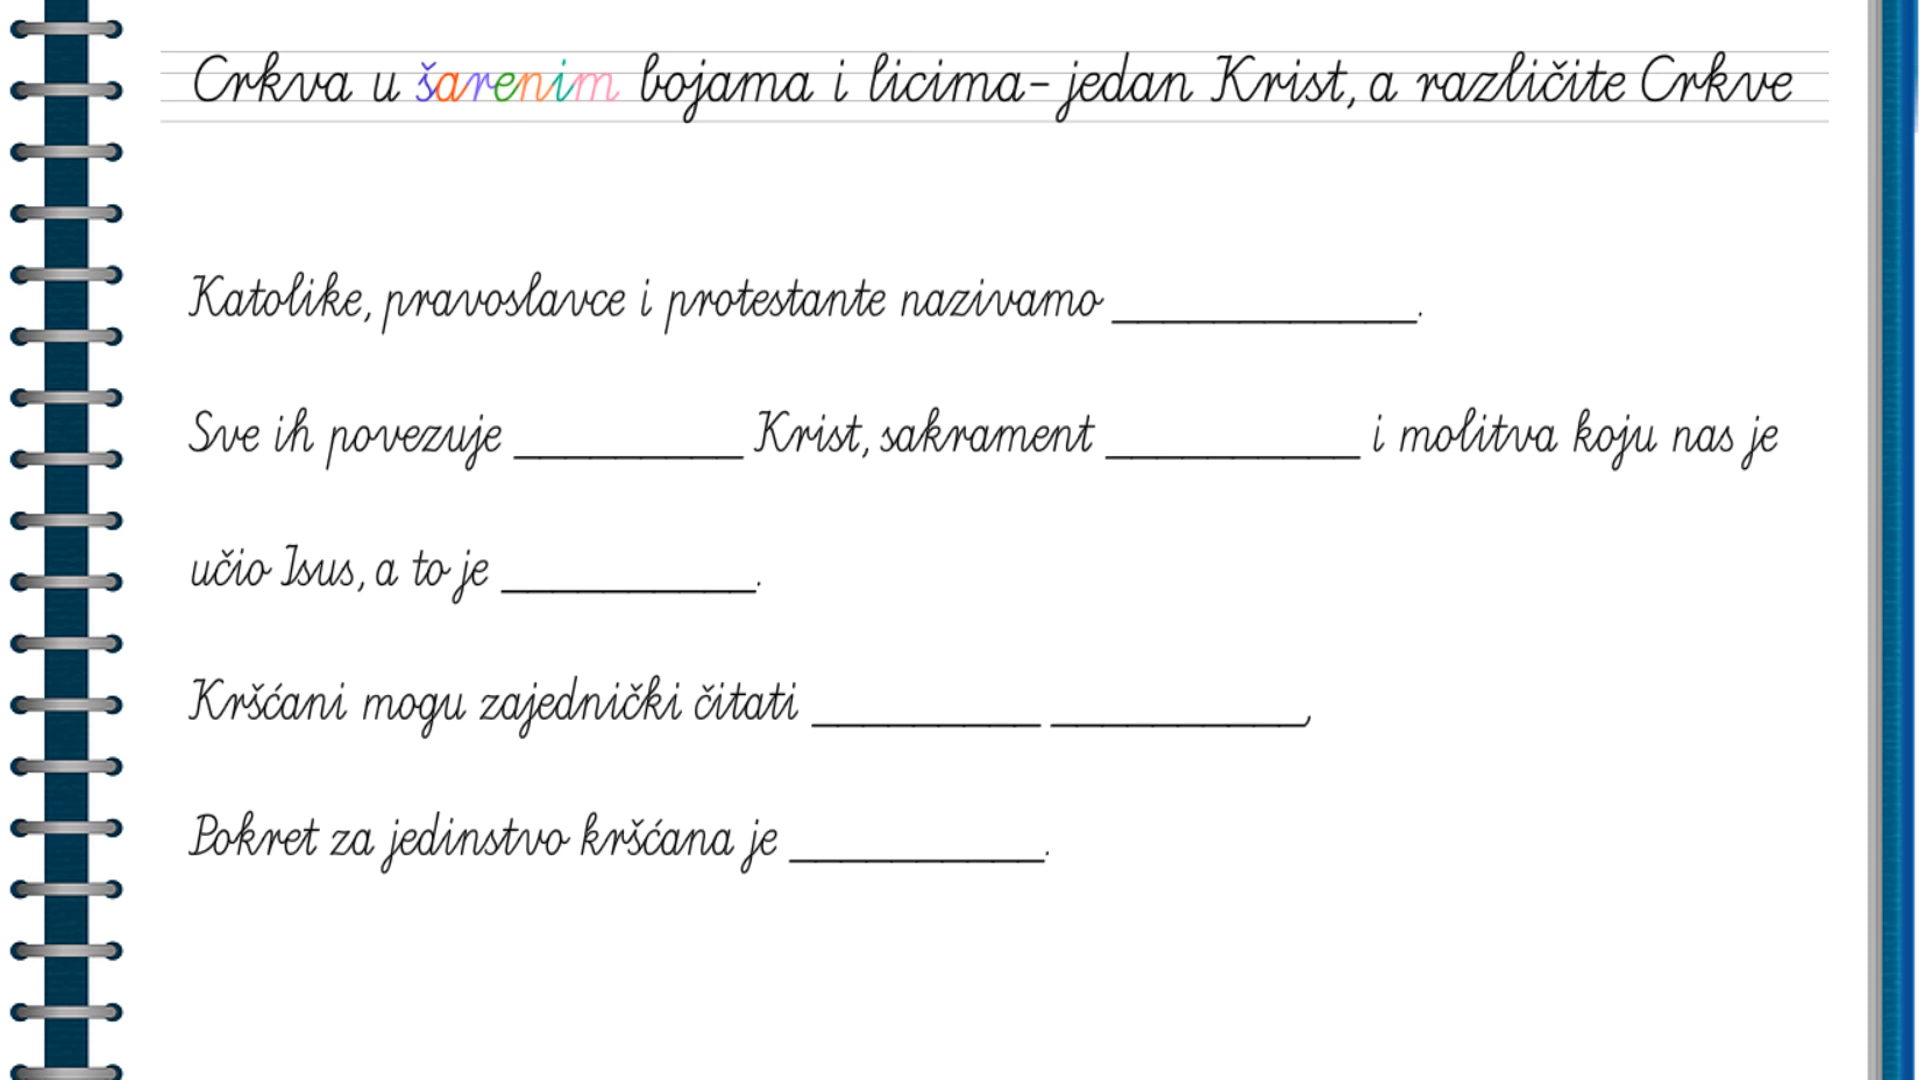 Crkva u šarenim bojama i licima- jedan Krist, a različite Crkve
Katolike, pravoslavce i protestante nazivamo ____________.
Sve ih povezuje _________ Krist, sakrament __________ i molitva koju nas je
učio Isus, a to je __________.
Kršćani mogu zajednički čitati _________ __________,
Pokret za jedinstvo kršćana je __________.